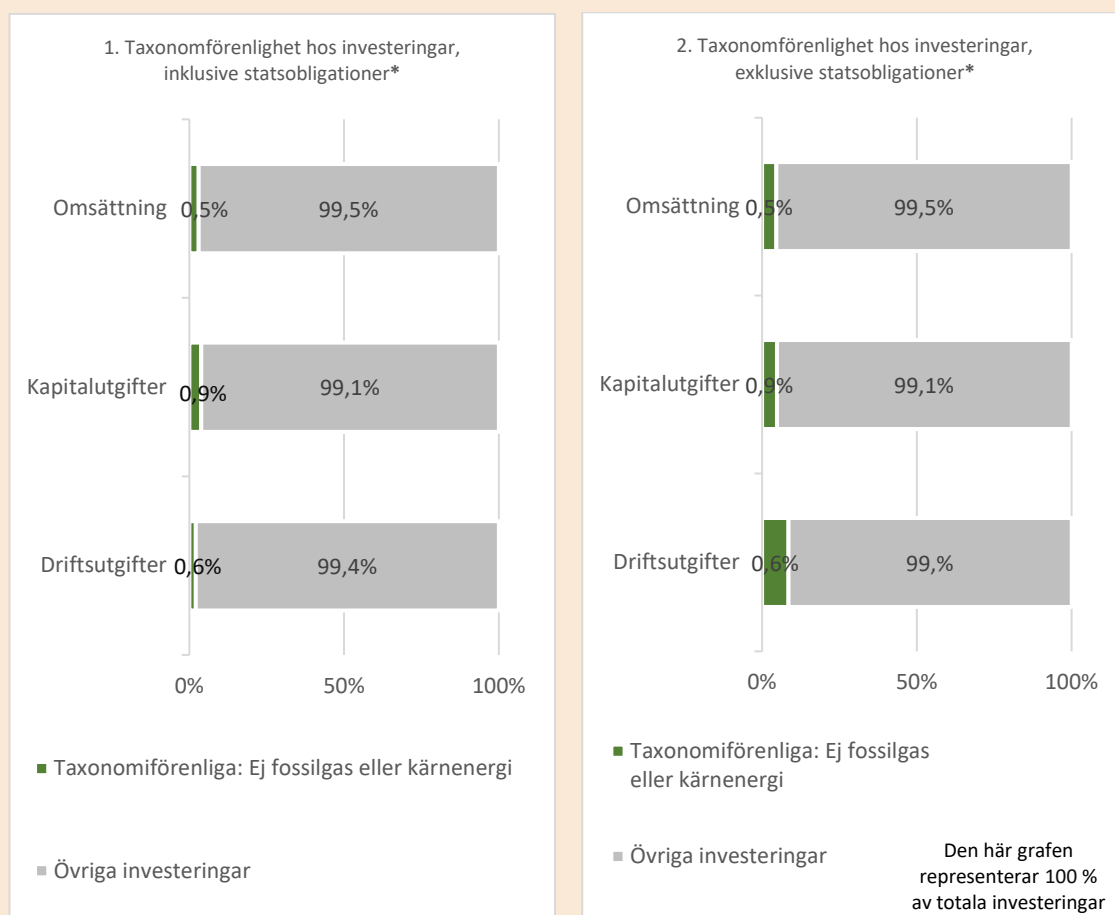 1. Taxonomförenlighet hos investeringar,
inklusive statsobligationer*
Omsättning 0,5% 99,5%
Kapitalutgifter 0,9% 99,1%
Driftsutgifter 0,6% 99,4%
0% 50% 100%
Taxonomiförenliga: Ej fossilgas eller kärnenergi
Övriga investeringar
2. Taxonomförenlighet hos investeringar,
exklusive statsobligationer*
Omsättning 0,5% 99,5%
Kapitalutgifter 0,9% 99,1%
Driftsutgifter 0,6% 99,%
0% 50% 100%
Taxonomiförenliga: Ej fossilgas
eller kärnenergi
Övriga investeringar
Den här grafen
representerar 100 %
av totala investeringar